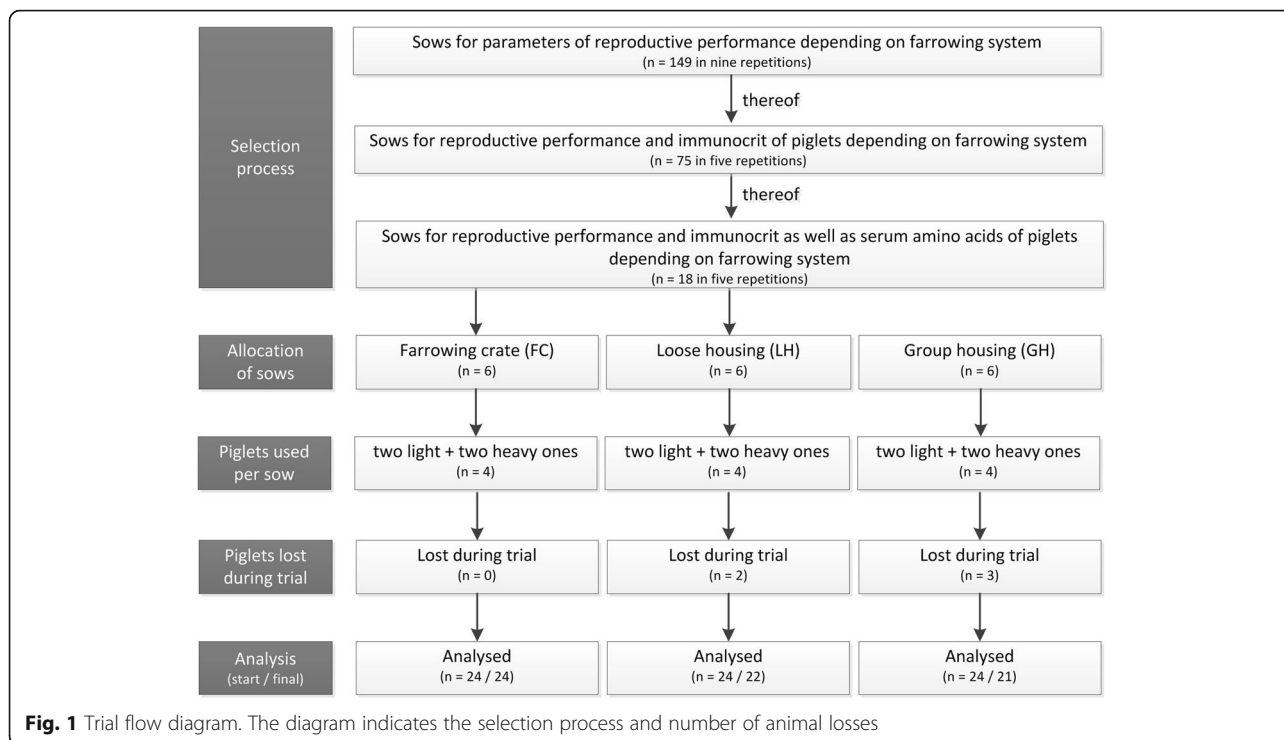 Sows for parameters of reproductive performance depending on farrowing system
(n = 149 in nine repetitions)
thereof
Selection
process
Sows for reproductive performance and immunocrit of piglets depending on farrowing system
(n = 75 in five repetitions)
thereof
Sows for reproductive performance and immunocrit as well as serum amino acids of piglets
depending on farrowing system
(n = 18 in five repetitions)
Allocation
of sows
Farrowing crate (FC)
(n = 6)
Loose housing (LH)
(n = 6)
Group housing (GH)
(n = 6)
Piglets used
per sow
two light + two heavy ones
(n = 4)
two light + two heavy ones
(n = 4)
two light + two heavy ones
(n = 4)
Piglets lost
during trial
Lost during trial
(n = 0)
Lost during trial
(n = 2)
Lost during trial
(n = 3)
Analysis
(start / final)
Analysed
(n = 24 / 24)
Analysed
(n = 24 / 22)
Analysed
(n = 24 / 21)
Fig. 1 Trial flow diagram. The diagram indicates the selection process and number of animal losses